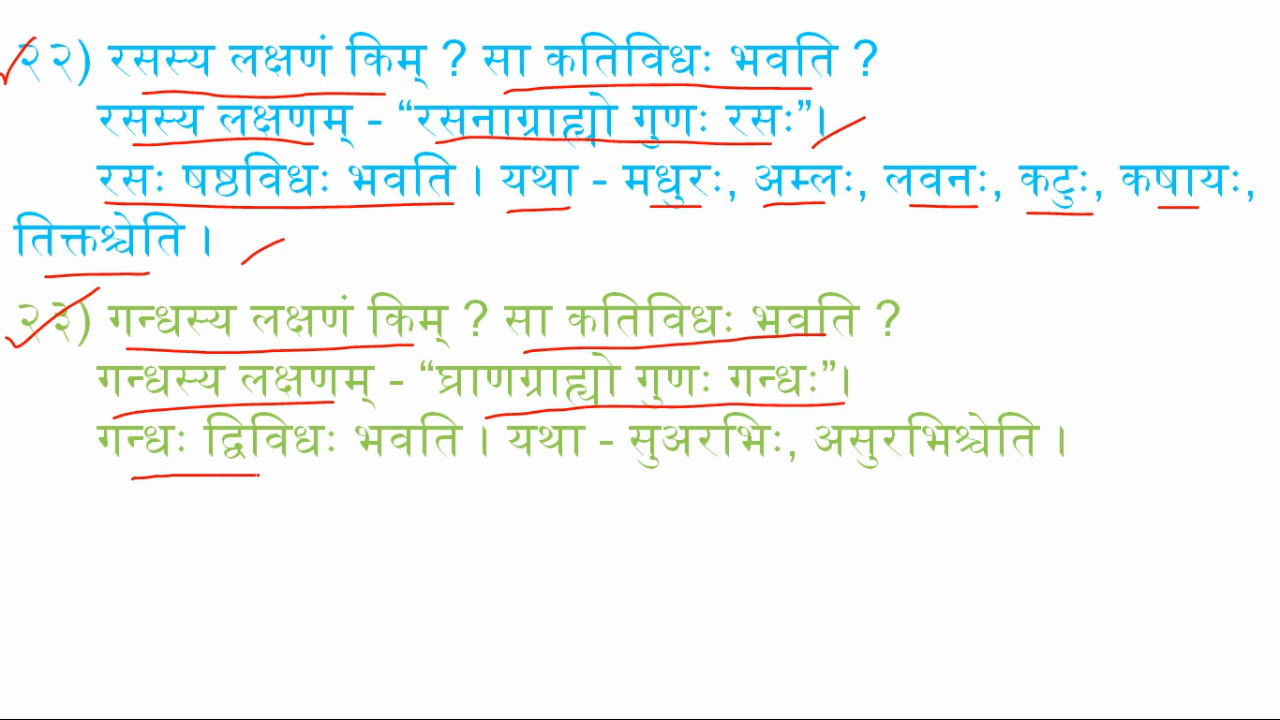 २२) रसस्य लक्षणं किम् ? सा कतिविधः भवति ?
रसस्य लक्षणम् - “रसनाग्राह्यो गुणः रसः”।
रसः षष्ठविधः भवति । यथा - मधुरः, अम्लः, लवनः, कटुः, कषायः,
तिक्तश्चेति ।
२३) गन्धस्य लक्षणं किम् ? सा कतिविधः भवति ?
गन्धस्य लक्षणम् - “घ्राणग्राह्यो गुणः गन्धः”।
गन्धः द्विविधः भवति । यथा - सुअरभिः, असुरभिश्चेति ।